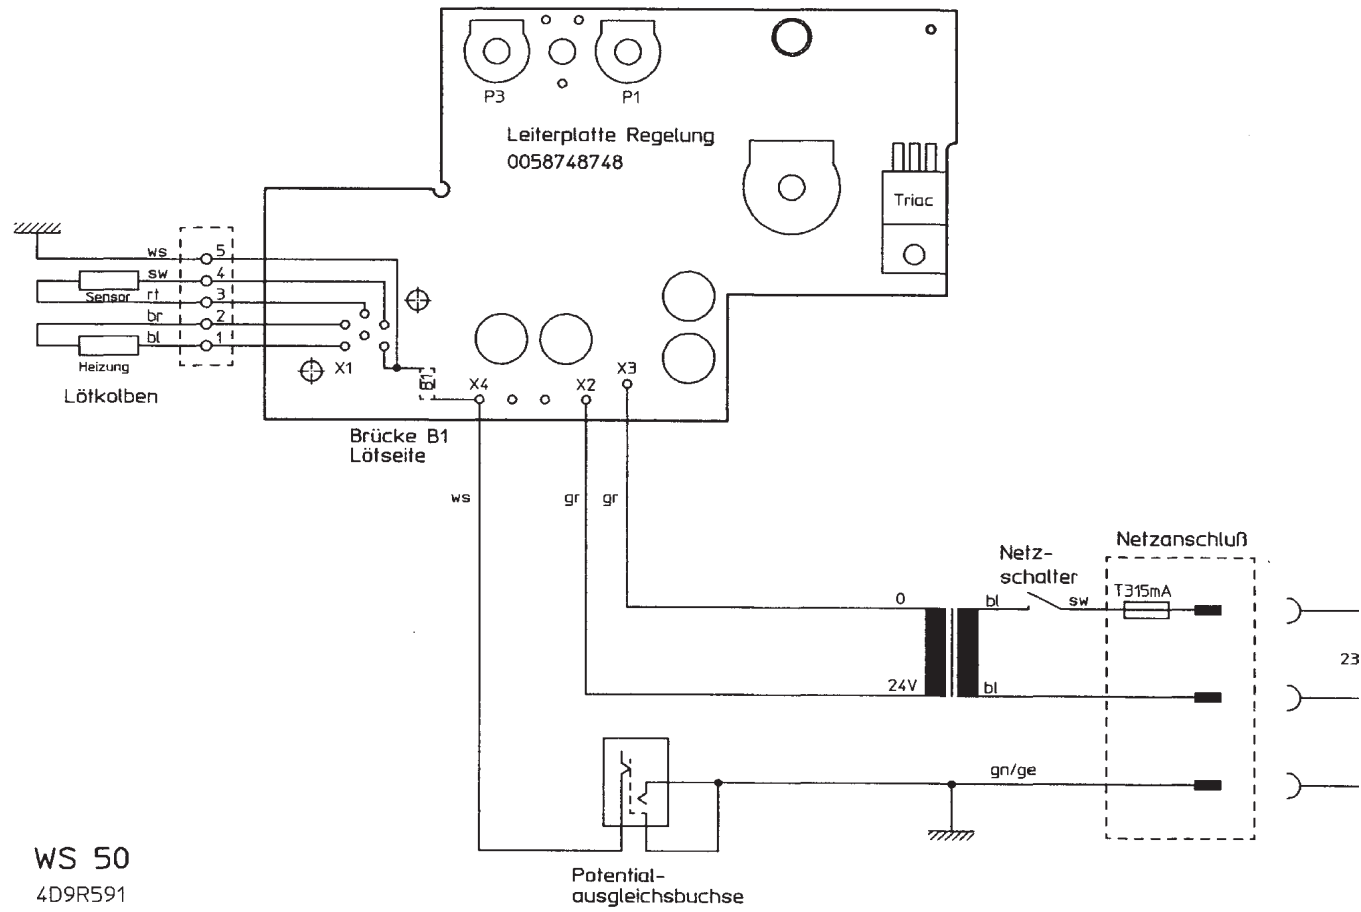 P3
P1
Leiterplatte Regelung
0058748748
Triac
ws
5
sw
4
Sensor
rt
3
br
2
bl
1
Heizung
X1
Lötkolben
B1
X4
X2
X3
Brücke B1
Lötseite
ws
gr
gr
Netzanschluß
Netz-
schalter
T315mA
0
bl
sw
24V
bl
23
gn/ge
WS 50
4D9R591
Potential-
ausgleichsbuchse